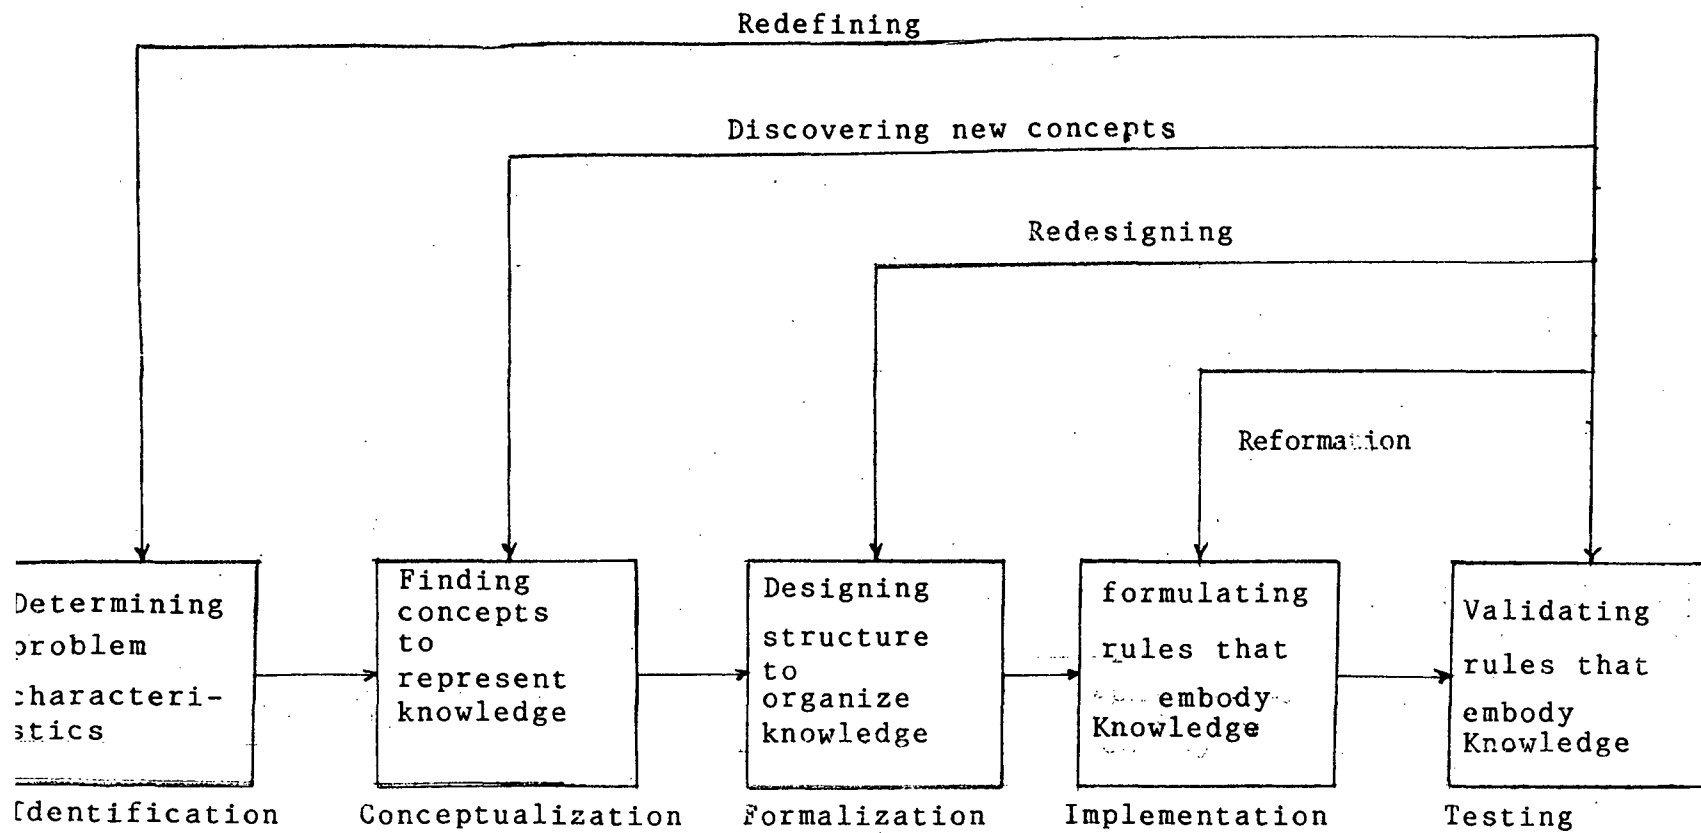 Redefining
Discovering new concepts
Redesigning
Reformation
Determining
problem
characteri-
stics
Finding
concepts
to
represent
knowledge
Designing
structure
to
organize
knowledge
formulating
rules that
embody
Knowledge
Validating
rules that
embody
Knowledge
Identification
Conceptualization
Formalization
Implementation
Testing